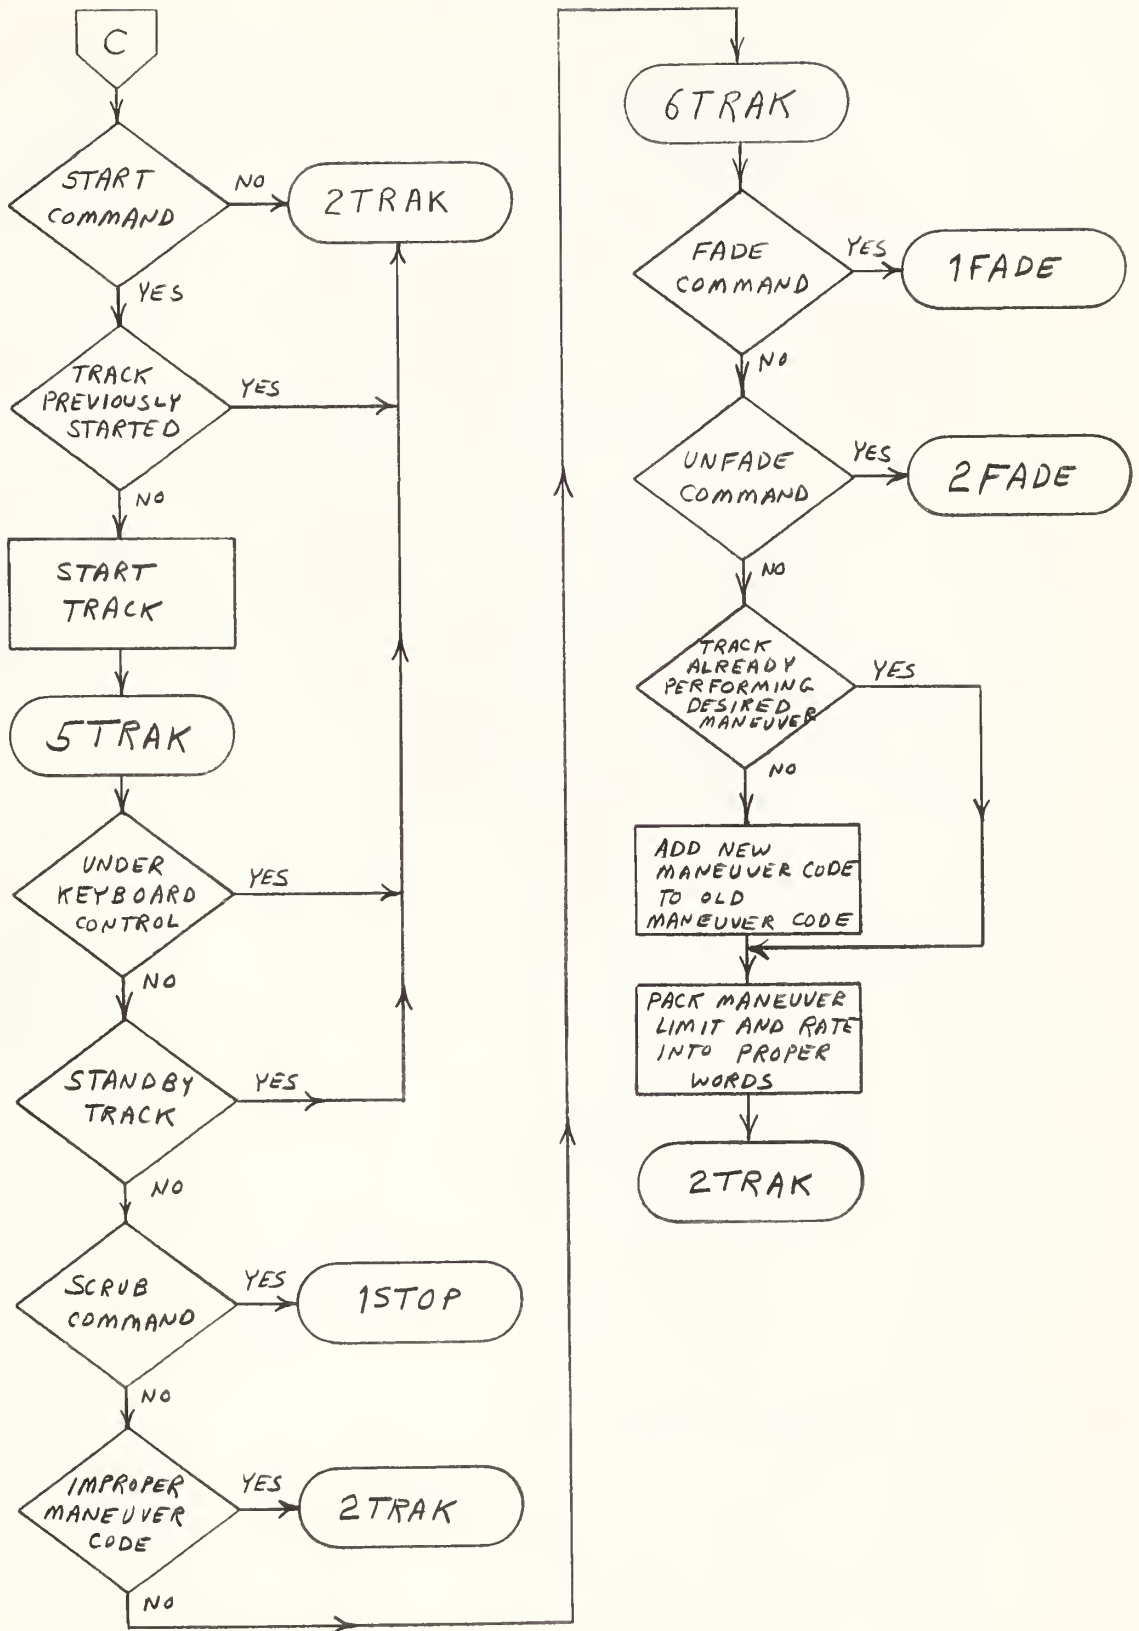 C
START
COMMAND
NO
2TRAK
YES
TRACK
PREVIOUSLY
STARTED
YES
NO
START
TRACK
5TRAK
UNDER
KEYBOARD
CONTROL
YES
NO
STANDBY
TRACK
YES
NO
SCRUB
COMMAND
YES
1STOP
NO
IMPROPER
MANEUVER
CODE
YES
2TRAK
NO
6TRAK
FADE
COMMAND
YES
1FADE
NO
UNFADE
COMMAND
YES
2FADE
NO
TRACK
ALREADY
PERFORMING
DESIRED
MANEUVER
YES
NO
ADD NEW
MANEUVER CODE
TO OLD
MANEUVER CODE
PACK MANEUVER
LIMIT AND RATE
INTO PROPER
WORDS
2TRAK